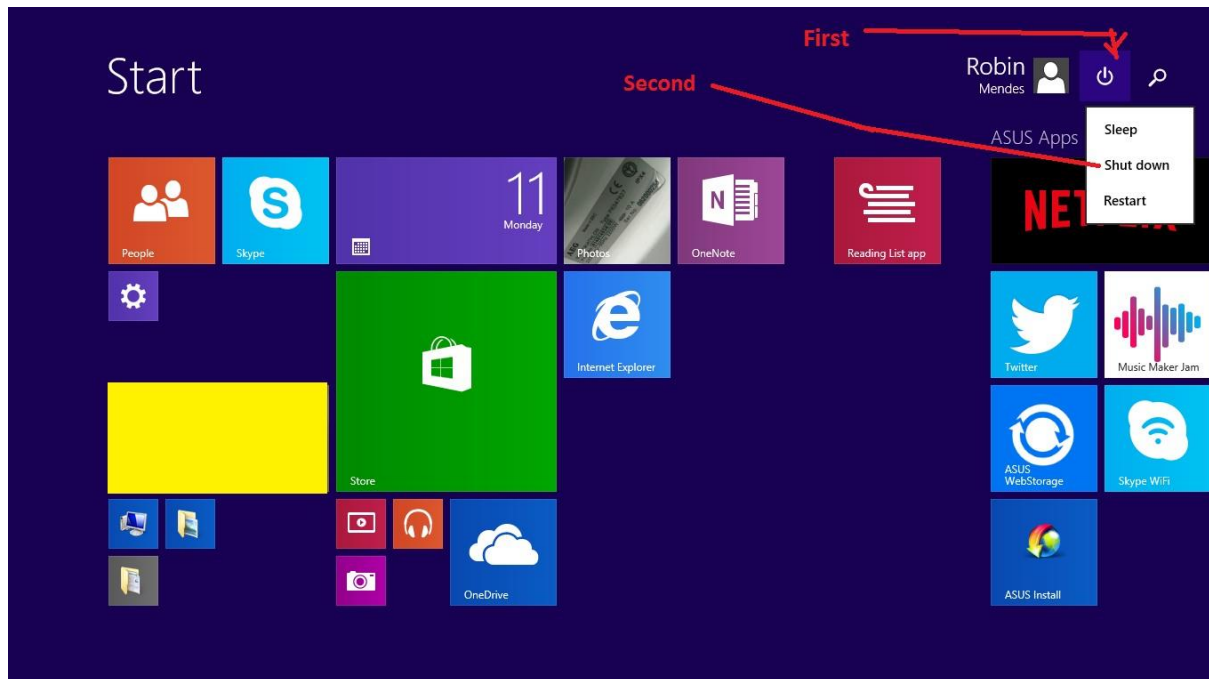 First
Start
Robin
Mendes
Second
ASUS Apps
Sleep
Shut down
Restart
People
Skype
11
Monday
Photos
N
OneNote
Reading List app
Internet Explorer
Twitter
Music Maker Jam
Store
ASUS
WebStorage
Skype WiFi
OneDrive
ASUS Install